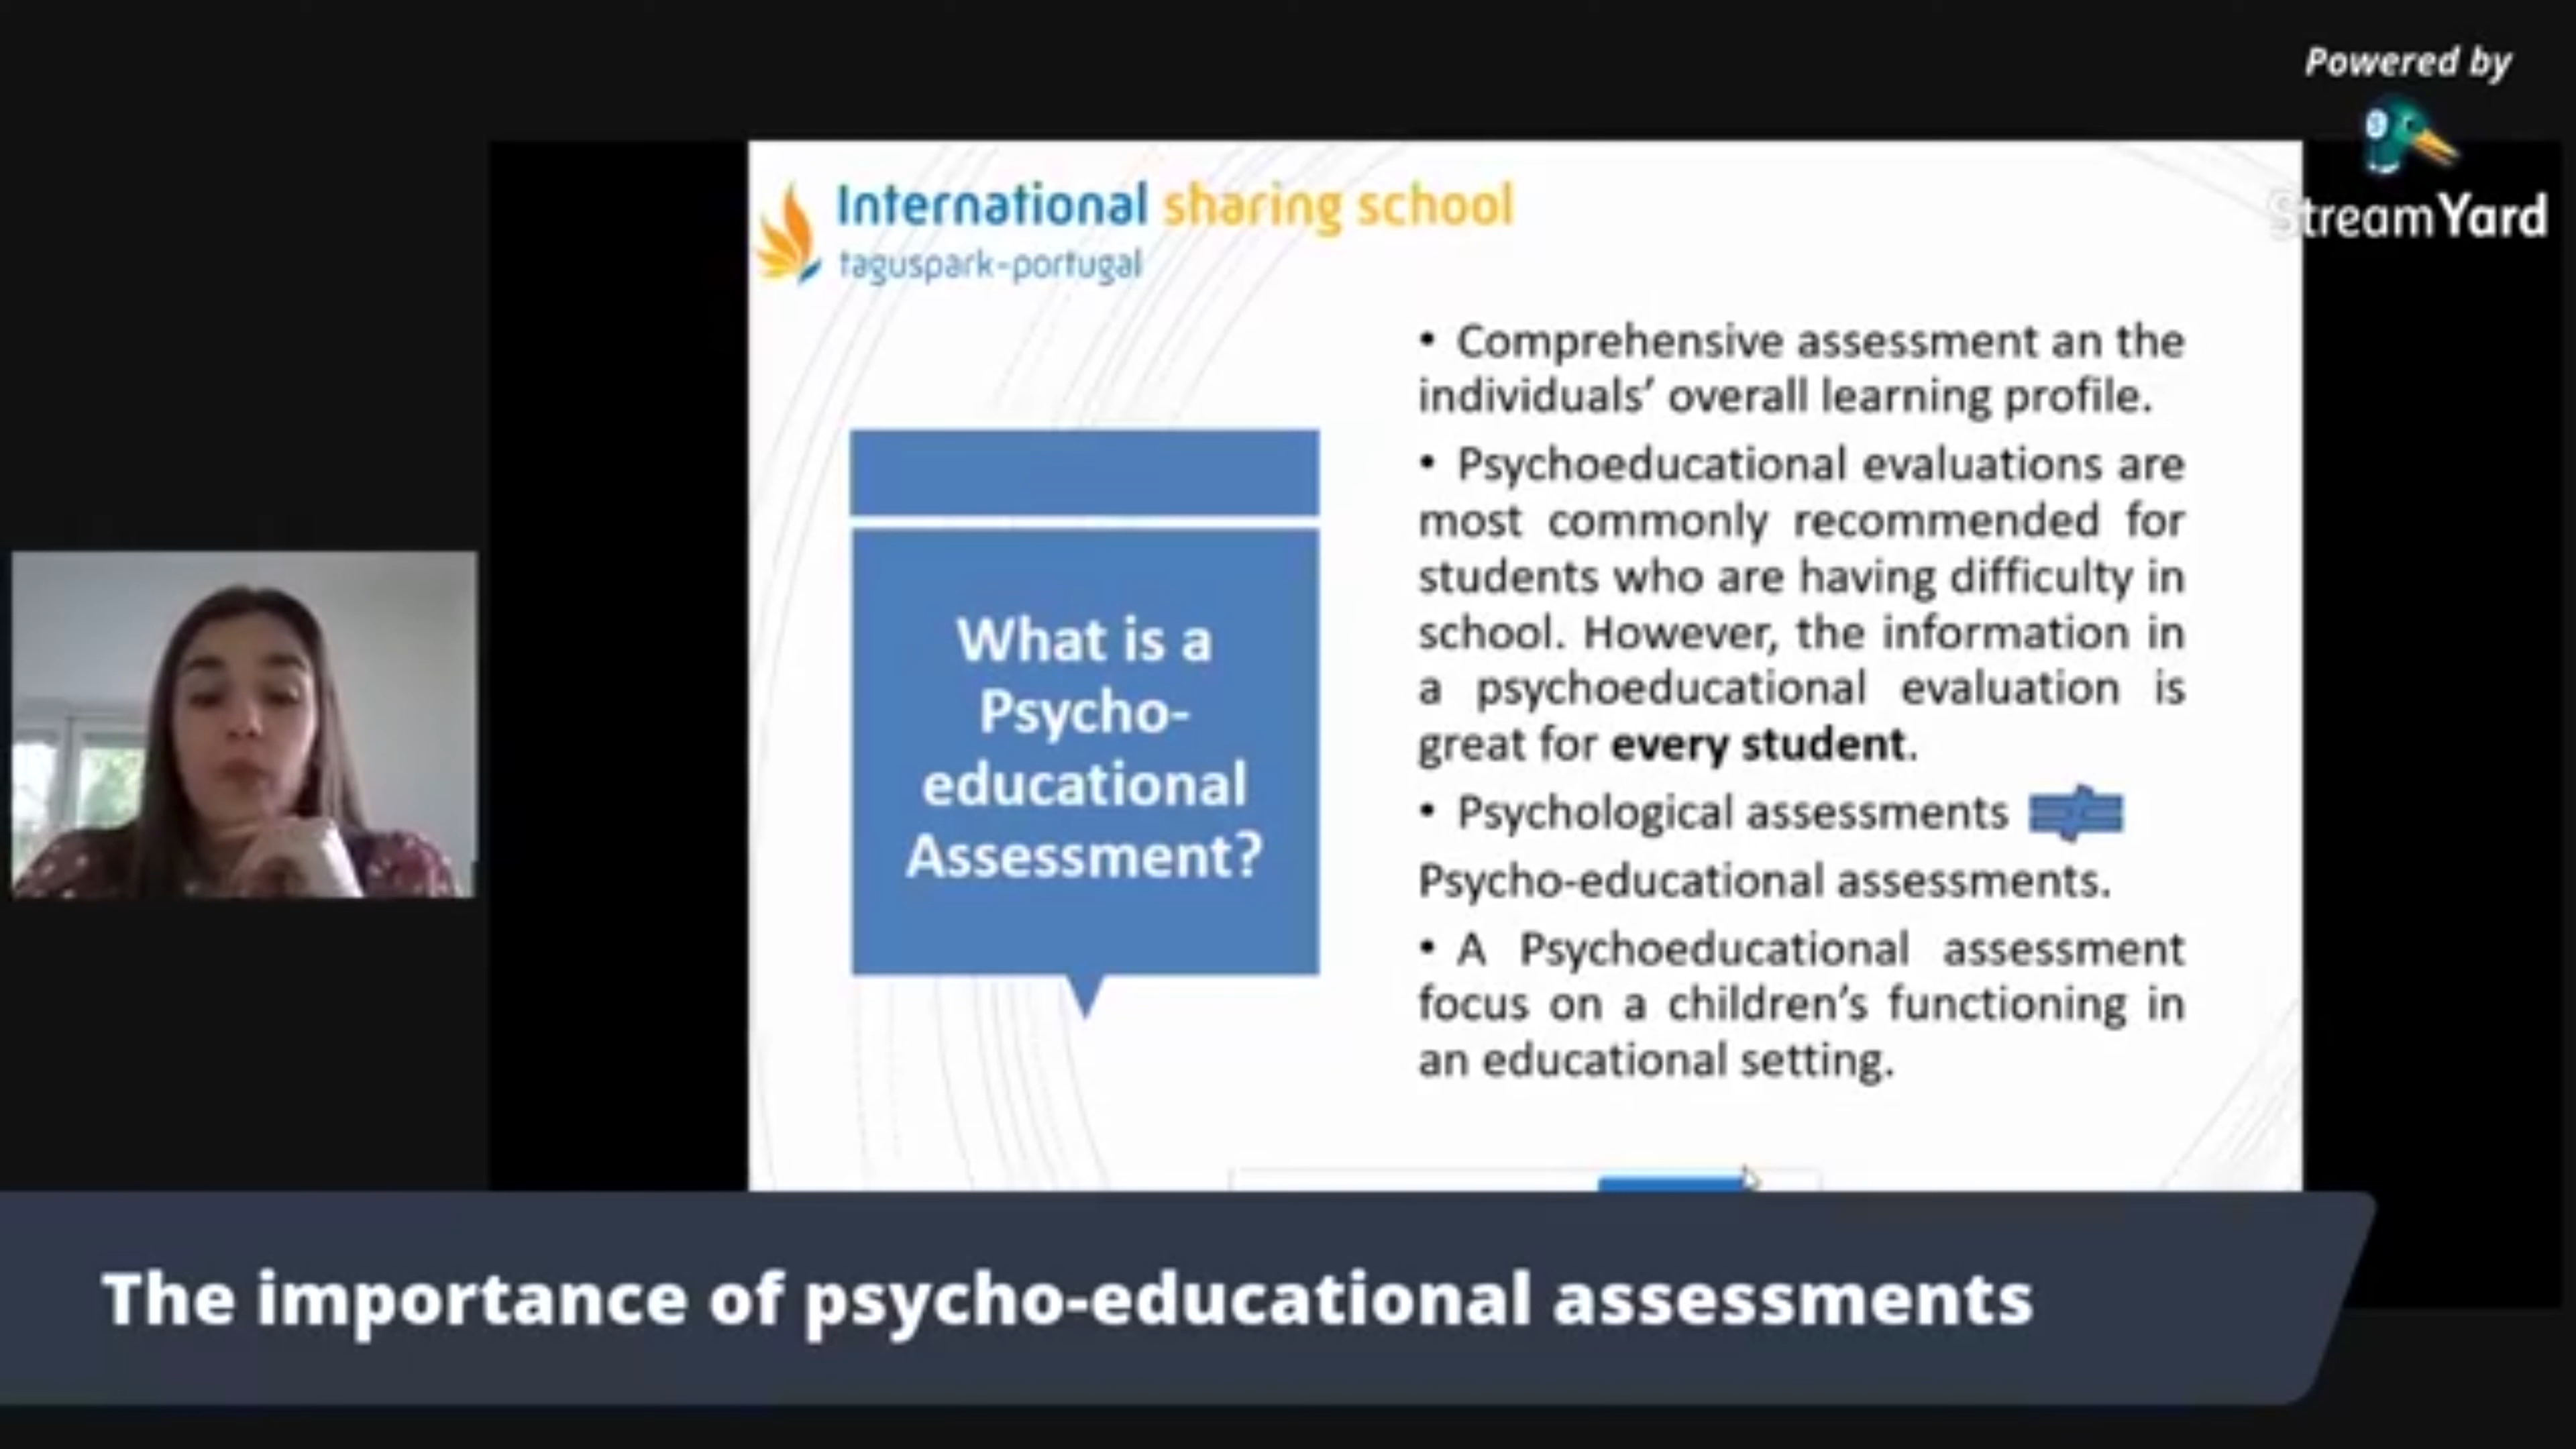 Powered by
StreamYard
International sharing school
taguspark-portugal
What is a
Psycho-
educational
Assessment?
• Comprehensive assessment an the
individuals’ overall learning profile.
• Psychoeducational evaluations are
most commonly recommended for
students who are having difficulty in
school. However, the information in
a psychoeducational evaluation is
great for every student.
• Psychological assessments
Psycho-educational assessments.
• A Psychoeducational assessment
focus on a children’s functioning in
an educational setting.
The importance of psycho-educational assessments